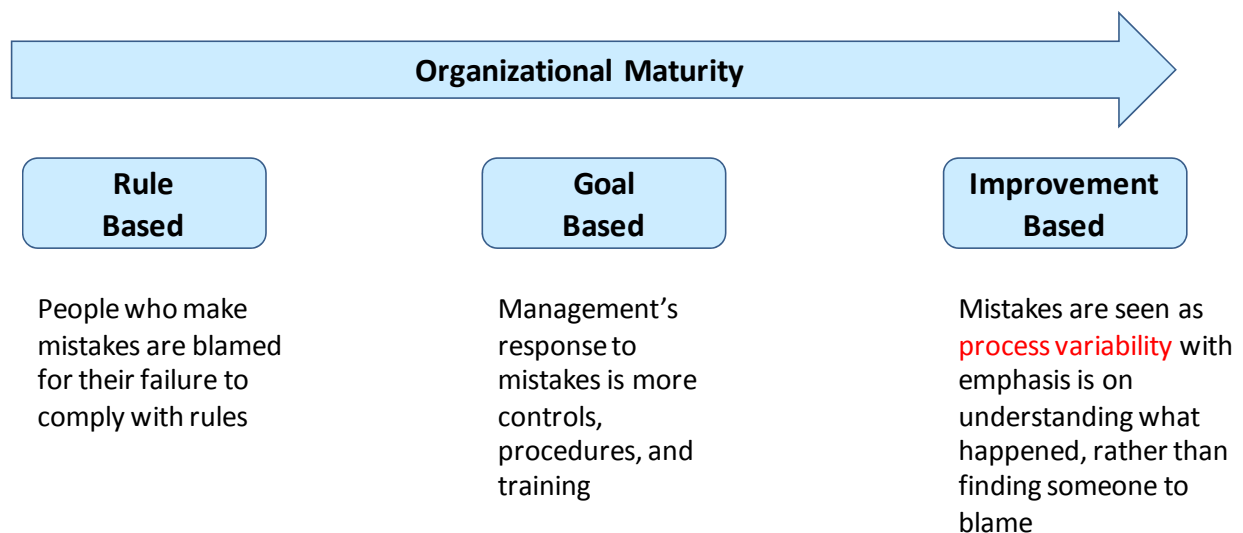 Organizational Maturity
Rule
Based
People who make
mistakes are blamed
for their failure to
comply with rules
Goal
Based
Management’s
response to
mistakes is more
controls,
procedures, and
training
Improvement
Based
Mistakes are seen as
process variability with
emphasis is on
understanding what
happened, rather than
finding someone to
blame